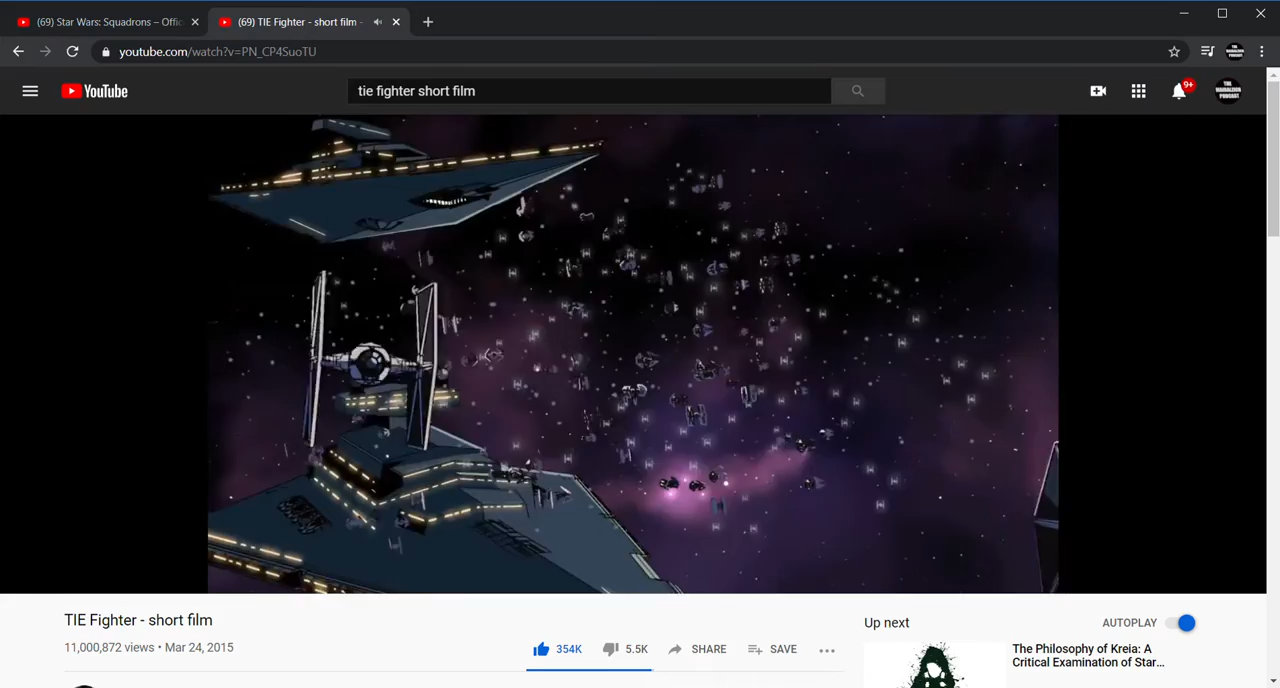 (69) Star Wars: Squadrons – Offic
(69) TIE Fighter - short film -
youtube.com/watch?v=PN_CP4SuoTU
YouTube
tie fighter short film
9+
TIE Fighter - short film
11,000,872 views • Mar 24, 2015
354K
5.5K
SHARE
SAVE
Up next
AUTOPLAY
The Philosophy of Kreia: A
Critical Examination of Star...